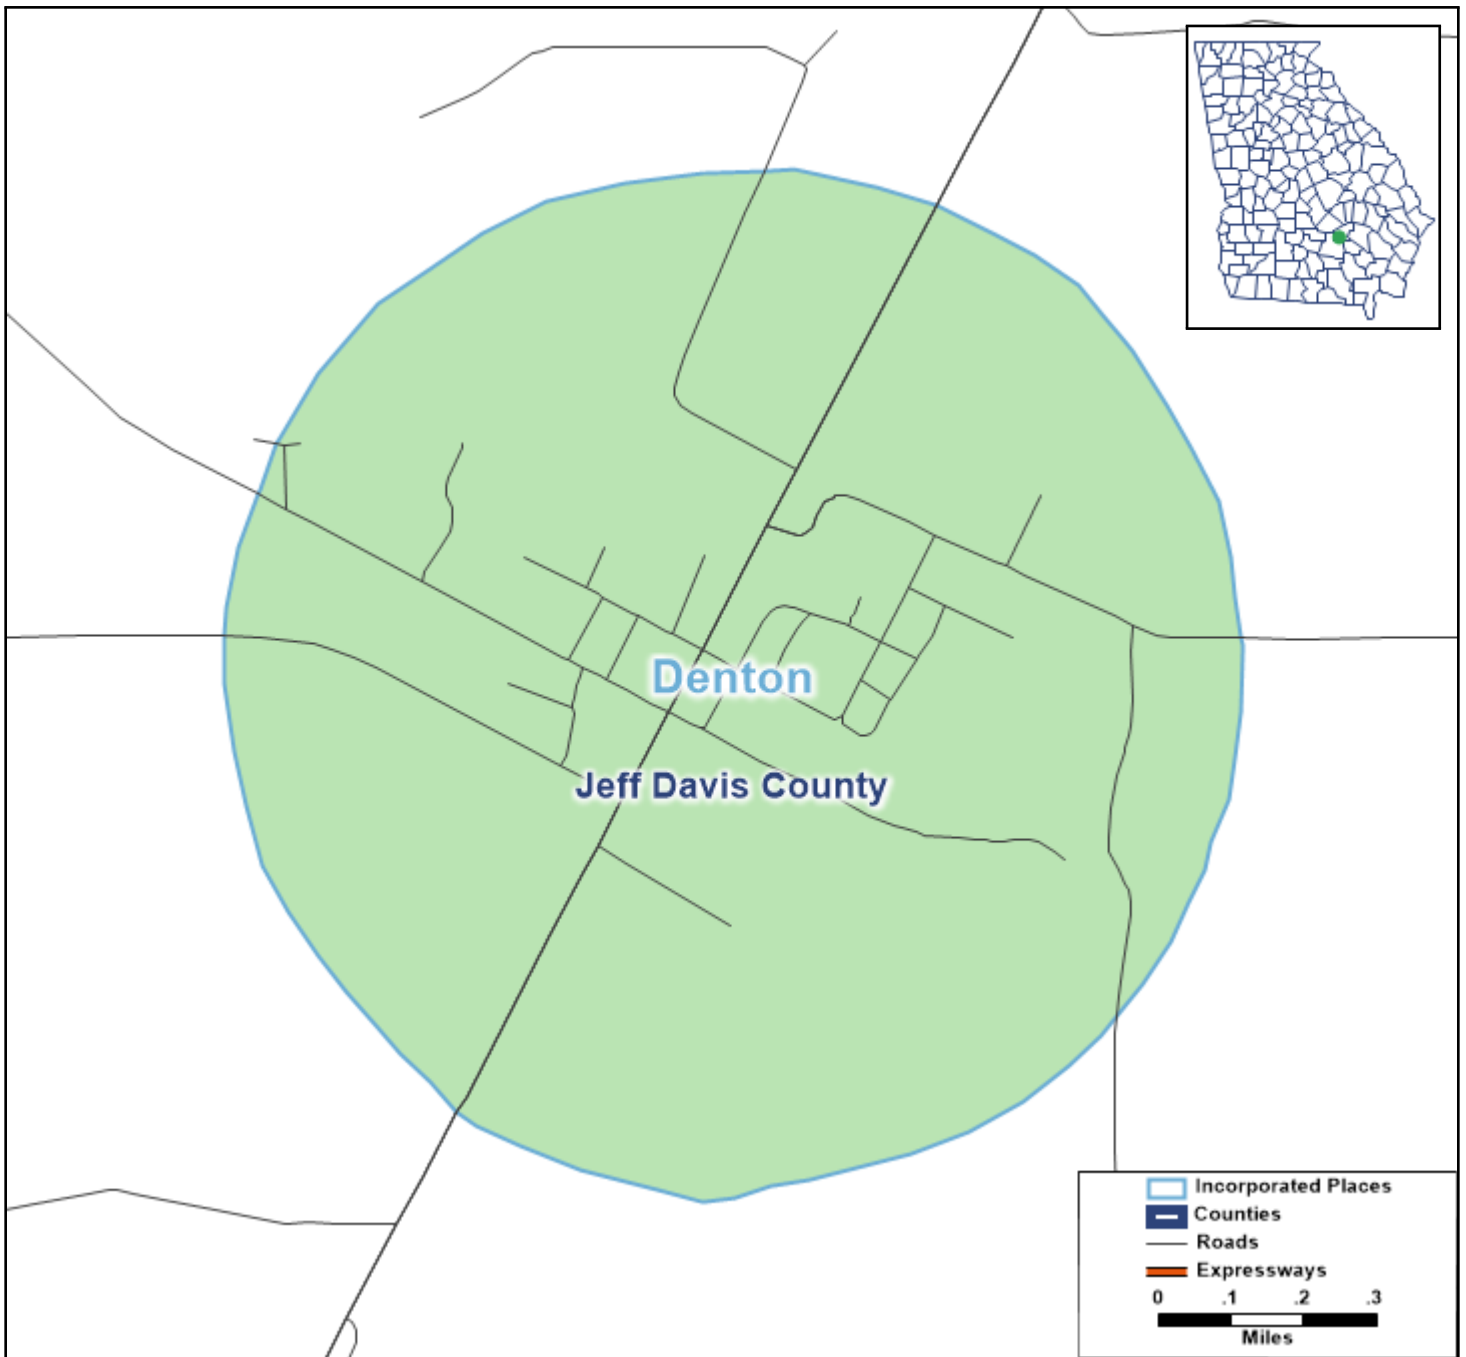 Denton
Jeff Davis County
Incorporated Places
Counties
Roads
Expressways
0 .1 .2 .3
Miles